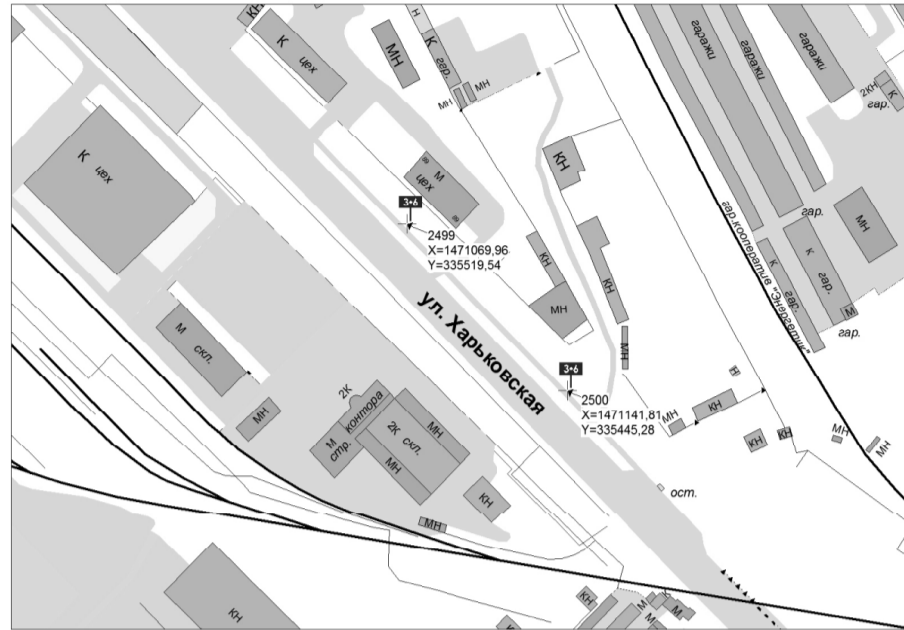 КН
К
цех
МН
Н
К
гар.
МН
МН
гаражи
гаражи
гаражи
2КН
К
гар.
К
цех
М
цех
КН
3*6
2499
X=1471069,96
Y=335519,54
КН
КН
МН
МН
гар.кооператив "Энергетик"
гар.
МН
К
гар.
К
гар.
М
гар.
М
скл.
МН
ул. Харьковская
3*6
2500
X=1471141,81
Y=335445,28
Н
МН
КН
КН
КН
МН
МН
2К
контора
М
стр.
2К
скл.
МН
МН
КН
МН
ост.
КН
КН
КН
М
М
К
М